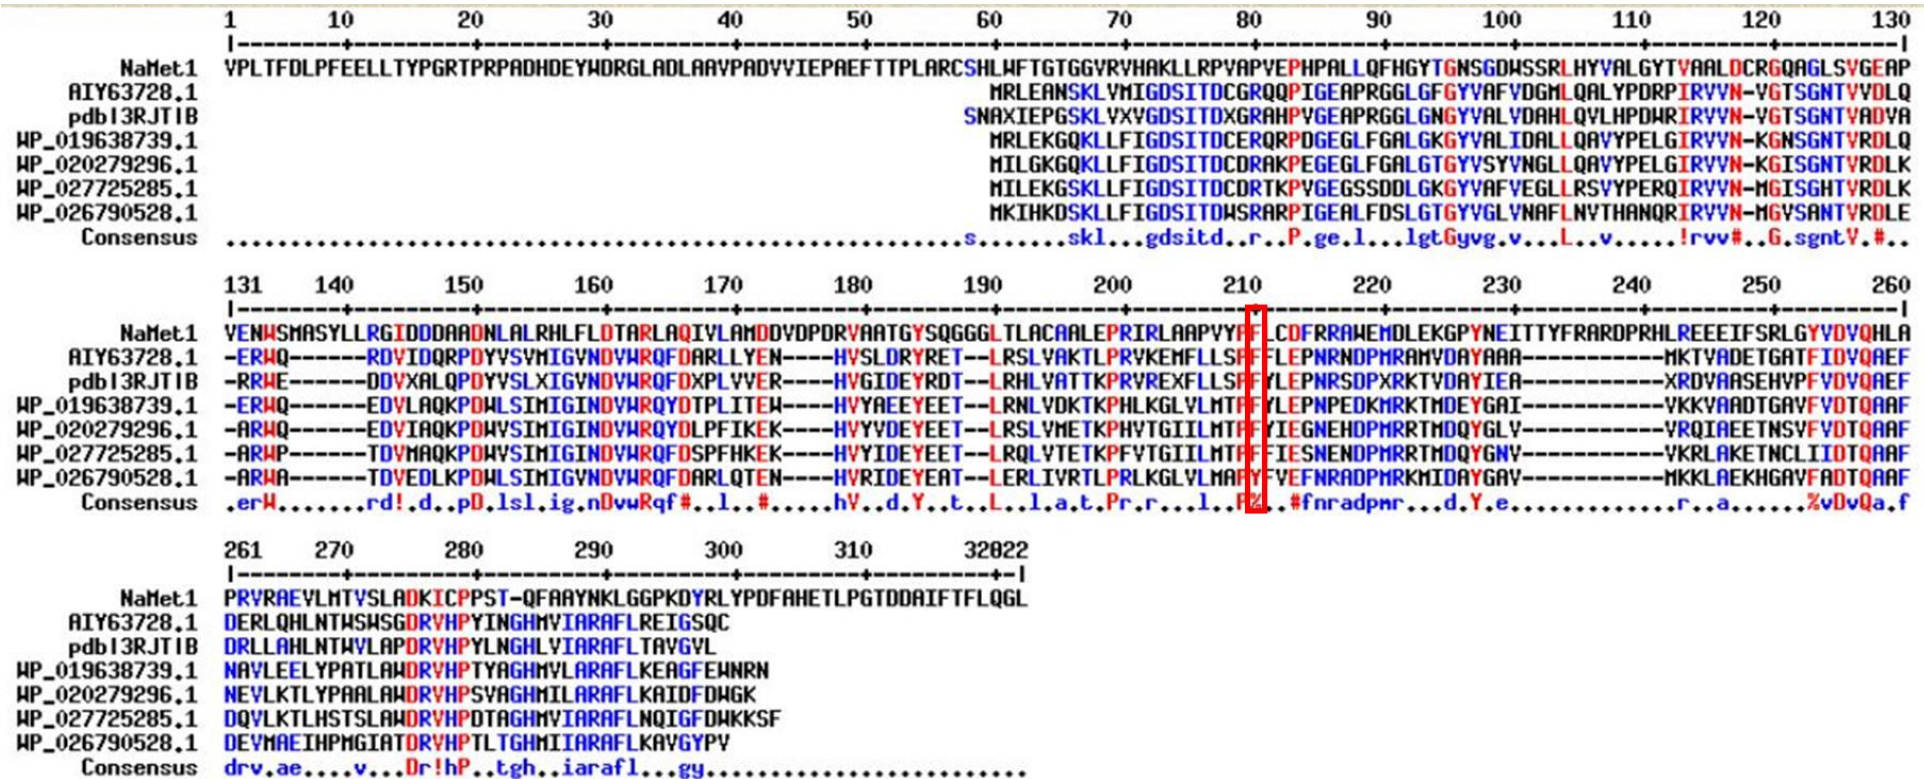 1 10 20 30 40 50 60 70 80 90 100 110 120 130
|--------+---------+---------+---------+---------+---------+---------+---------+---------+---------+---------+---------+---------|
NaMet1 VPLTFDLPFEELLTYPGRTPRPADHDEYWDRGLADLAAVPADVVIEPAEFTTPLARCSHLWFTGTGGVRVHAKLLRPVAPVEPHPALLQFHGYTGNSGDWSSRLHYVALGYTVAALDCRGQAGLSVGEAP
AIY63728.1 MRLEANSKLVMIGDSITDCGRQQPIGEAPRGGLGFGYVAFVDGMLQALYPDRPIRVVN-VGTSGNTVVDLQ
pdb|3RJT|B SNAXIEPGSKLVXVGDSITDXGRAHPVGEAPRGGLGNGYVALVDAHLQVLHPDWRIRVVN-VGTSGNTVADVA
WP_019638739.1 MRLEKGQKLLFIGDSITDCERQRPDGEGLFGALGKGYVALIDALLQAVYPELGIRVVN-KGNSGNTVRDLQ
WP_020279296.1 MILGKGQKLLFIGDSITDCDRAKPEGEGLFGALGTGYVSYVNGLLQAVYPELGIRVVN-KGISGNTVRDLK
WP_027725285.1 MILEKGSKLLFIGDSITDCDRTKPVGEGSSDDLGKGYVAFVEGLLRSVYPERQIRVVN-MGISGHTVRDLK
WP_026790528.1 MKIHKDSKLLFIGDSITDWSRARPIGEALFDSLGTGYVGLVNAFLNVTHANQRIRVVN-MGVSANTVRDLE
Consensus .........................................................s.......skl...gdsitd..r..P.ge.l...lgtGyvg.v...L..v.....!rvv#..G.sgntV.#..
131 140 150 160 170 180 190 200 210 220 230 240 250 260
|--------+---------+---------+---------+---------+---------+---------+---------+---------+---------+---------+---------+---------|
NaMet1 VENWSMASYLLRGIDDDAADNLALRHLFLDTARLAQIVLAMDDVDPDRVAATGYSQGGGLTLACAALEPRIRLAAPVYPFLCDFRRAWEMDLEKGPYNEITTYFRARDPRHLREEEIFSRLGYVDVQHLA
AIY63728.1 -ERWQ------RDVIDQRPDYVSVMIGVNDVWRQFDARLLYEN----HVSLDRYRET--LRSLVAKTLPRVKEMFLLSPFFLEPNRNDPMRAMVDAYAAA-----------MKTVADETGATFIDVQAEF
pdb|3RJT|B -RRWE------DDVXALQPDYVSLXIGVNDVWRQFDXPLVVER----HVGIDEYRDT--LRHLVATTKPRVREXFLLSPFYLEPNRSDPXRKTVDAYIEA-----------XRDVAASEHVPFVDVQAEF
WP_019638739.1 -ERWQ------EDVLAQKPDWLSIMIGINDVWRQYDTPLITEW----HVYAEEYEET--LRNLVDKTKPHLKGLVLMTPFYLEPNPEDKMRKTMDEYGAI-----------VKKVAADTGAVFVDTQAAF
WP_020279296.1 -ARWQ------EDVIAQKPDWVSIMIGINDVWRQYDLPFIKEK----HVYVDEYEET--LRSLVMETKPHVTGIILMTPFYIEGNEHDPMRRTMDQYGLV-----------VRQIAEETNSVFVDTQAAF
WP_027725285.1 -ARWP------TDVMAQKPDWVSIMIGINDVWRQFDSPFHKEK----HVYIDEYEET--LRQLVTETKPFVTGIILMTPFFIESNENDPMRRTMDQYGNV-----------VKRLAKETNCLIIDTQAAF
WP_026790528.1 -ARWA------TDVEDLKPDWLSIMIGVNDVWRQFDARLQTEN----HVRIDEYEAT--LERLIVRTLPRLKGLVLMAPYFVEFNRADPMRKMIDAYGAV-----------MKKLAEKHGAVFADTQAAF
Consensus .erW.......rd!.d..pD.lsl.ig.nDvwRqf#..l..#.....hV..d.Y..t..L..l.a.t.Pr.r...l..P%..#fnradpmr...d.Y.e.............r..a......%vDvQa.f
261 270 280 290 300 310 320322
|--------+---------+---------+---------+---------+---------+-|
NaMet1 PRVRAEVLMTVSLADKICPPST-QFAAYNKLGGPKDYRLYPDFAHETLPGTDDAIFTFLQGL
AIY63728.1 DERLQHLNTWSWSGDRVHPYINGHMVIARAFLREIGSQC
pdb|3RJT|B DRLLAHLNTWVLAPDRVHPYLNGHLVIARAFLTAVGVL
WP_019638739.1 NAVLEELYPATLAWDRVHPTYAGHMVLARAFLKEAGFEWNRN
WP_020279296.1 NEVLKTLYPAALAWDRVHPSVAGHMILARAFLKAIDFDWGK
WP_027725285.1 DQVLKTLHSTSLAWDRVHPDTAGHMVIARAFLNQIGFDWKKSF
WP_026790528.1 DEVMAEIHPMGIATDRVHPTLTGHMIIARAFLKAVGYPV
Consensus drv.ae....v...Dr!hP..tgh..iarafl...gy.........................